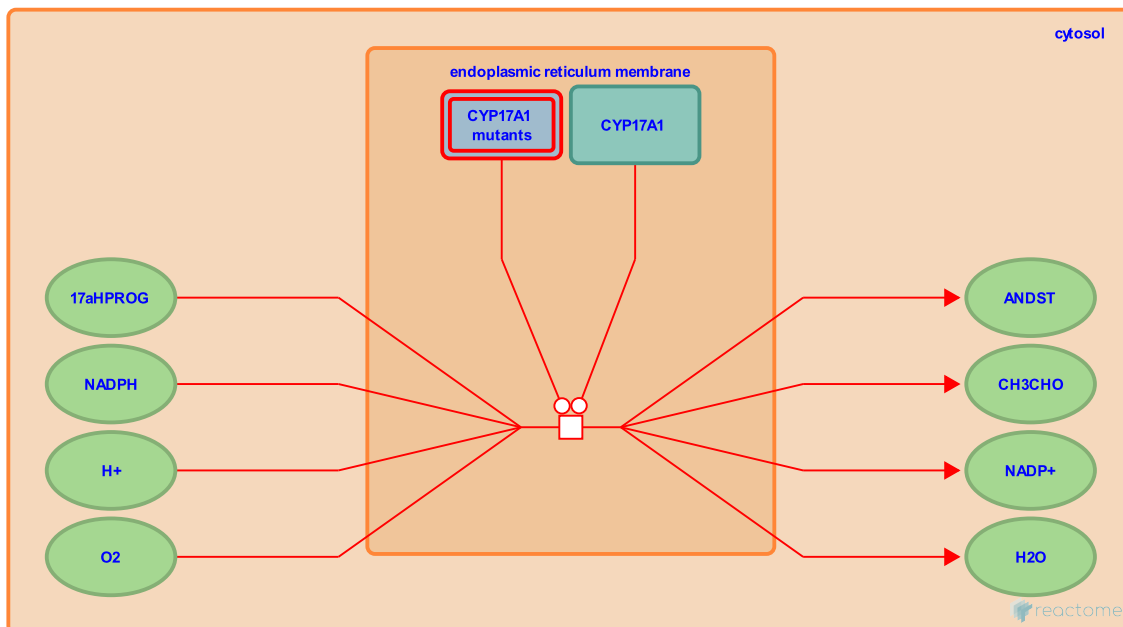 cytosol
endoplasmic reticulum membrane
CYP17A1
mutants
CYP17A1
17aHPROG
NADPH
H+
O2
ANDST
CH3CHO
NADP+
H2O
reactome